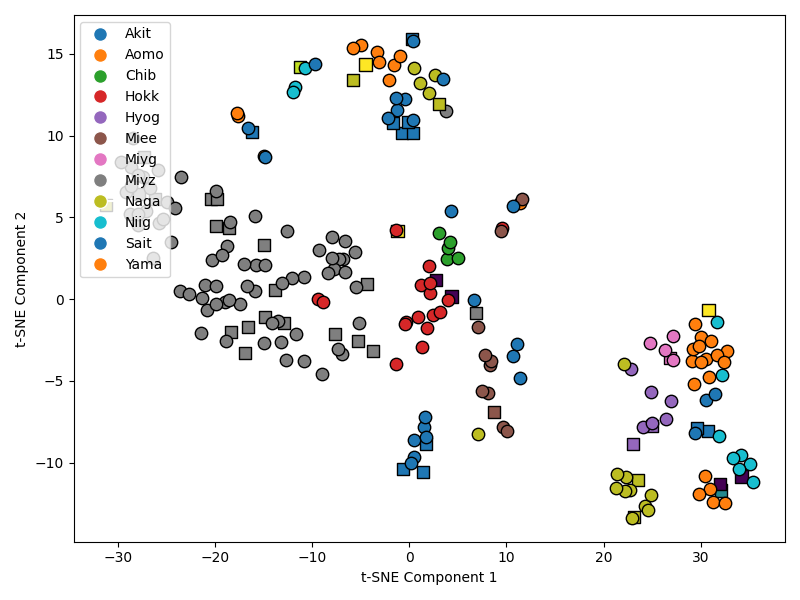 Akit
Aomo
Chib
Hokk
Hyog
Miee
Miyg
Miyz
Naga
Niig
Sait
Yama
t-SNE Component 2
15
10
5
0
−5
−10
−30
−20
−10
0
10
20
30
t-SNE Component 1